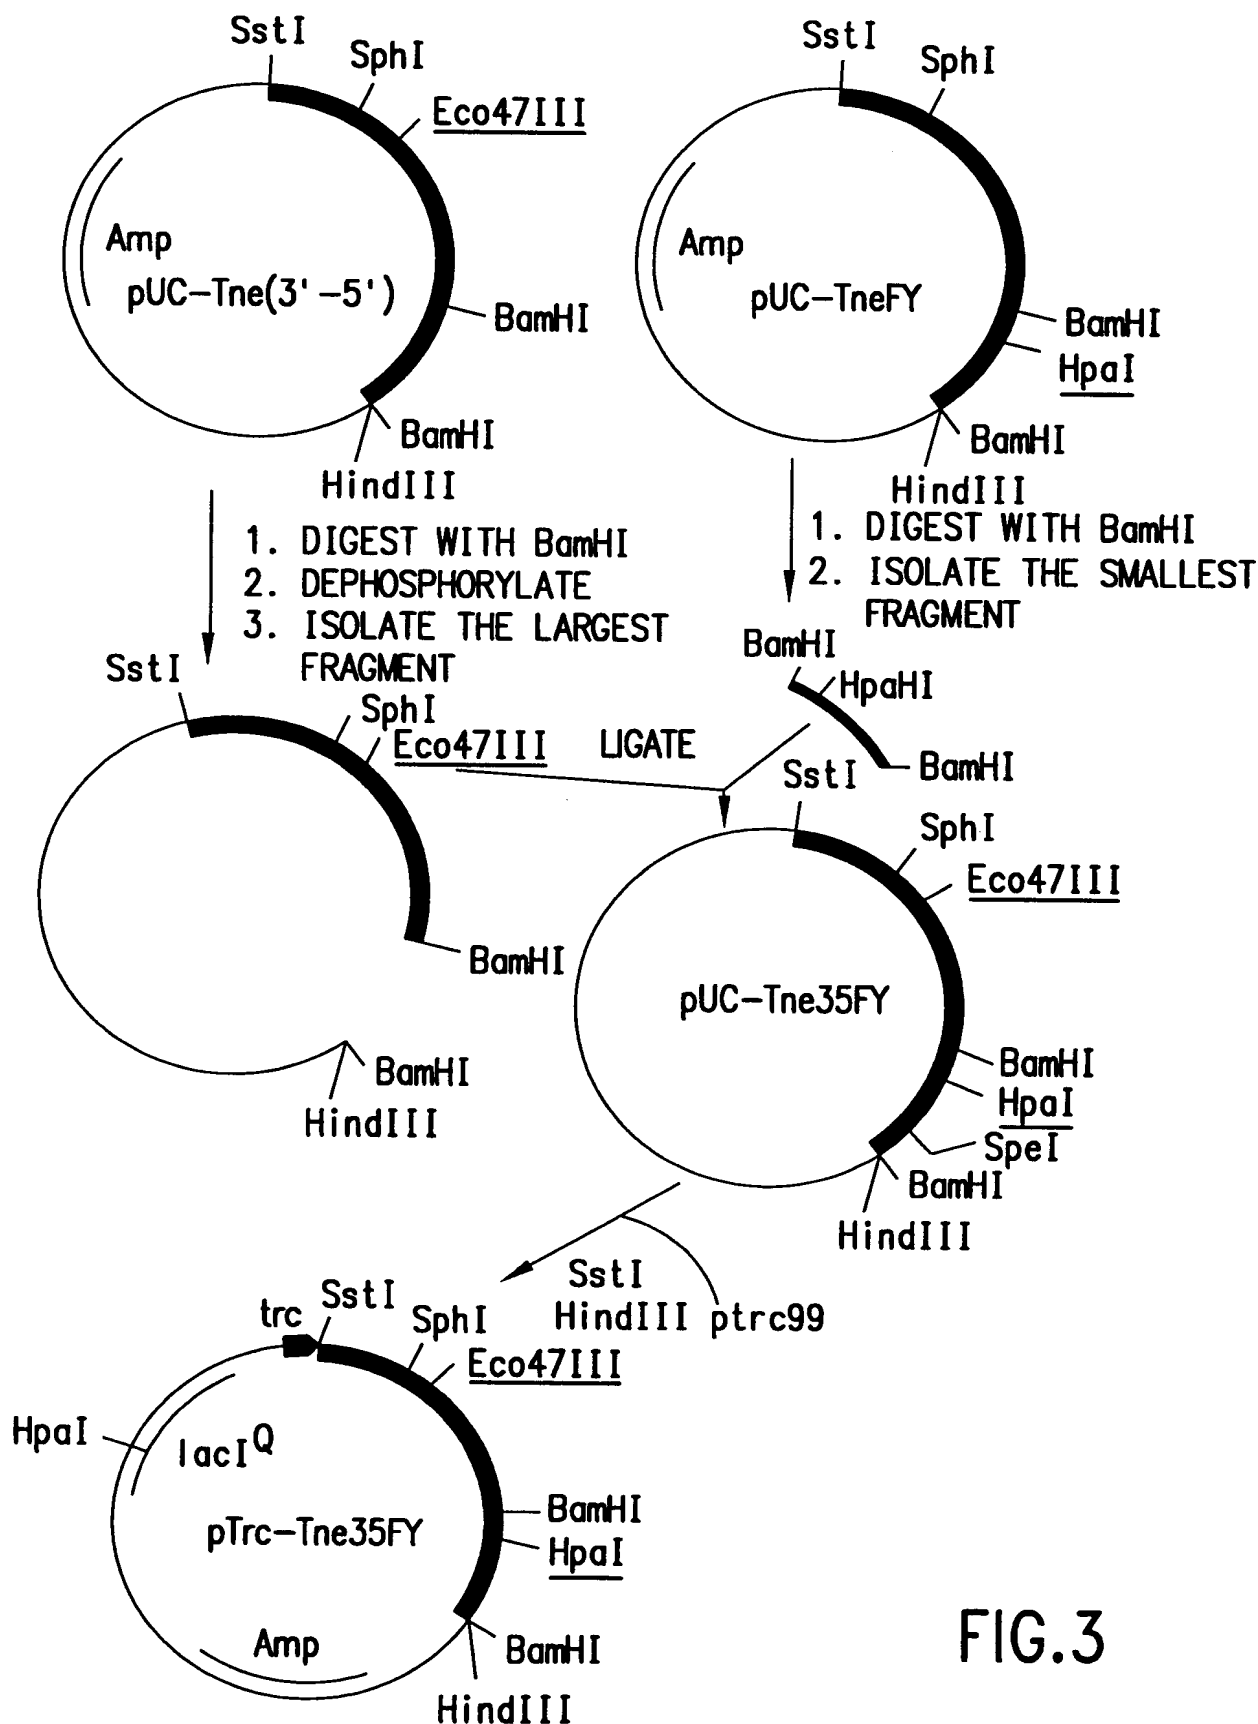 SstI
SphI
Eco47III
Amp
pUC-Tne(3'-5')
BamHI
BamHI
HindIII
SstI
SphI
Amp
pUC-TneFY
BamHI
HpaI
BamHI
HindIII
1. DIGEST WITH BamHI
2. DEPHOSPHORYLATE
3. ISOLATE THE LARGEST
FRAGMENT
1. DIGEST WITH BamHI
2. ISOLATE THE SMALLEST
FRAGMENT
BamHI
HpaHI
BamHI
SstI
SphI
Eco47III
LIGATE
BamHI
BamHI
HindIII
SstI
SphI
Eco47III
pUC-Tne35FY
BamHI
HpaI
SpeI
BamHI
HindIII
SstI
HindIII ptrc99
trc
SstI
SphI
Eco47III
HpaI
lacI^Q
pTrc-Tne35FY
BamHI
HpaI
Amp
BamHI
HindIII
FIG.3